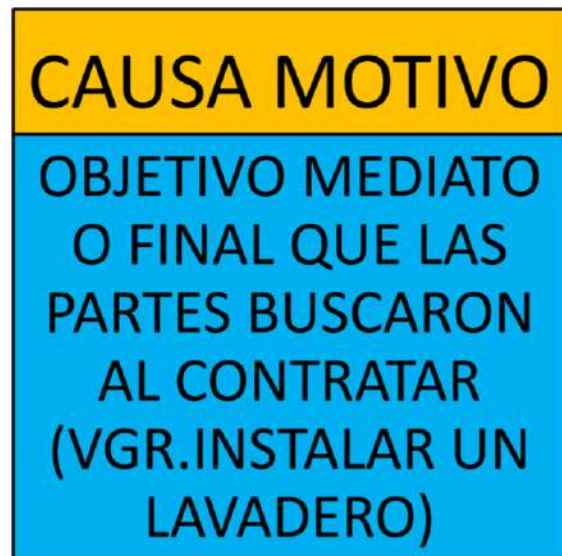 CAUSA MOTIVO
OBJETIVO MEDIATO
O FINAL QUE LAS
PARTES BUSCARON
AL CONTRATAR
(VGR.INSTALAR UN
LAVADERO)